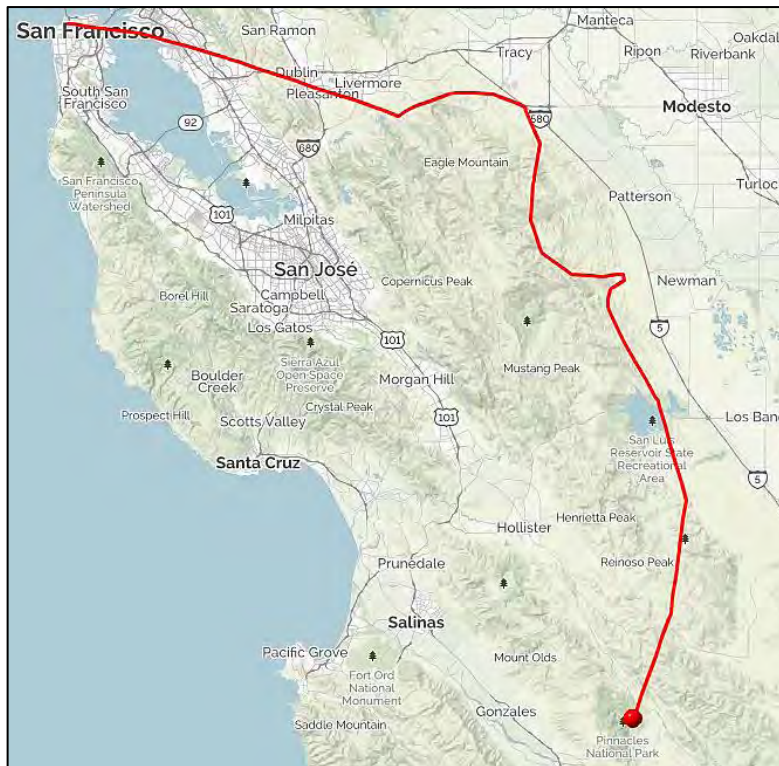 San Francisco
San Ramon
Manteca
Oakdal
Ripon
Riverbank
Tracy
Dublin
Livermore
Pleasanton
South San
Francisco
92
680
Modesto
680
Eagle Mountain
San Francisco
Peninsula
Watershed
Turloc
Patterson
101
Milpitas
San José
Copernicus Peak
Newman
Borel Hill
Campbell
Saratoga
Los Gatos
5
101
Sierra Azul
Open Space
Preserve
Morgan Hill
Mustang Peak
Boulder
Creek
Crystal Peak
101
Prospect Hill
Scotts Valley
Los Bano
San Luis
Reservoir State
Recreational
Area
Santa Cruz
5
Hollister
Henrietta Peak
Prunedale
Reinoso Peak
Salinas
Pacific Grove
Mount Olds
Fort Ord
National
Monument
Saddle Mountain
Gonzales
Pinnacles
National Park